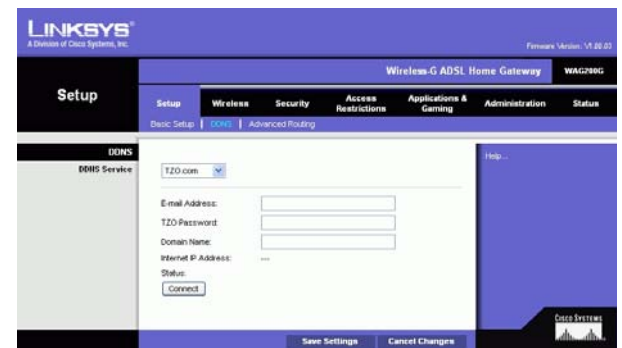 LINKSYS®
A Division of Cisco Systems, Inc.
Firmware Version: V1.00.03
Wireless-G ADSL Home Gateway WAG200G
Setup
Setup Wireless Security Access Restrictions Applications & Gaming Administration Status
Basic Setup | DDNS | Advanced Routing
DDNS
DDNS Service
TZO.com
Help...
E-mail Address:
TZO Password:
Domain Name:
Internet IP Address: ---
Status:
Connect
CISCO SYSTEMS
Save Settings Cancel Changes